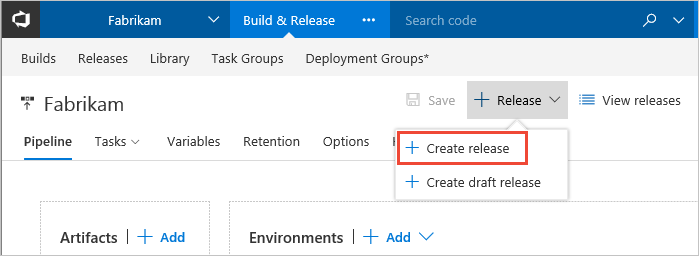 Fabrikam Build & Release ••• Search code
Builds Releases Library Task Groups Deployment Groups*
Fabrikam Save + Release View releases
Pipeline Tasks Variables Retention Options
+ Create release
+ Create draft release
Artifacts | + Add Environments | + Add